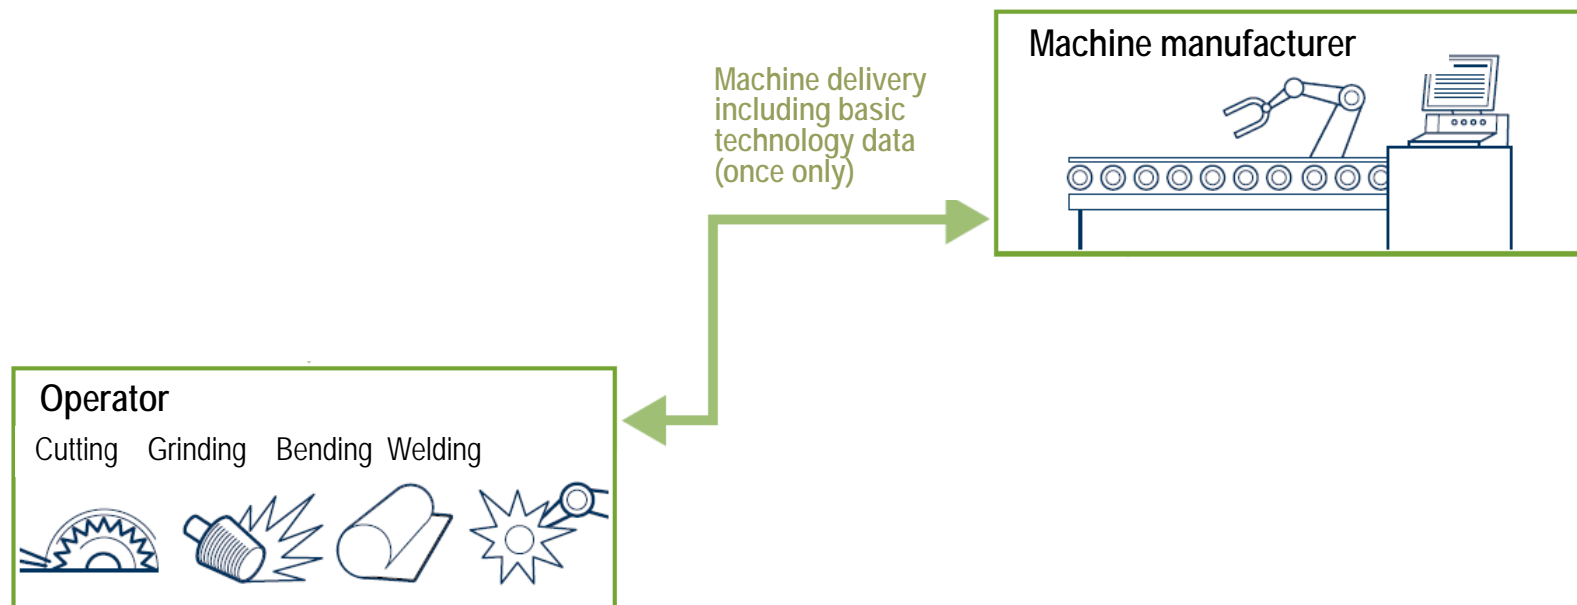 Machine manufacturer
Machine delivery
including basic
technology data
(once only)
Operator
Cutting Grinding Bending Welding